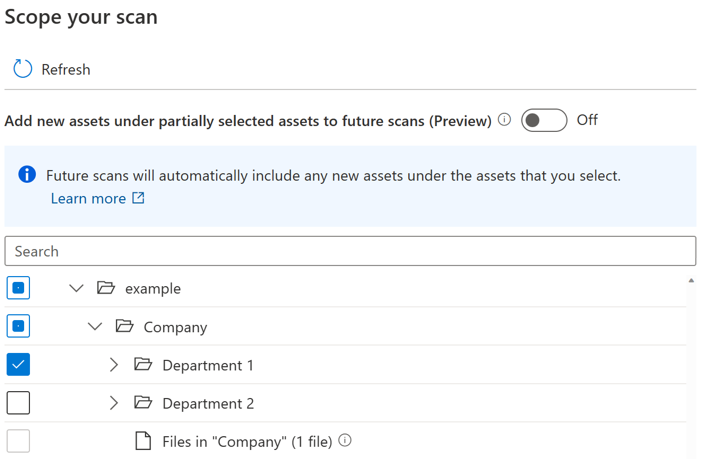 Scope your scan
Refresh
Add new assets under partially selected assets to future scans (Preview) Off
Future scans will automatically include any new assets under the assets that you select.
Learn more
Search
example
Company
Department 1
Department 2
Files in "Company" (1 file)